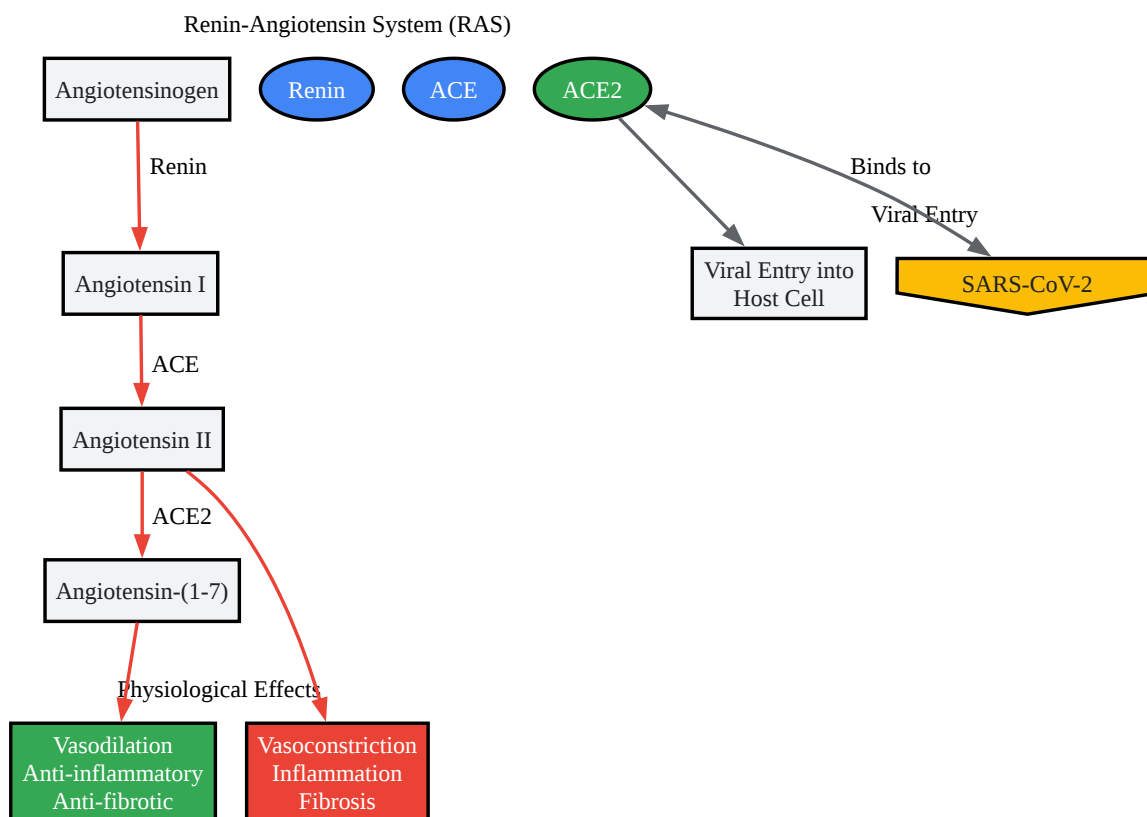 Renin-Angiotensin System (RAS)
Angiotensinogen
Renin
ACE
ACE2
Renin
Binds to
Viral Entry
Angiotensin I
Viral Entry into
Host Cell
SARS-CoV-2
ACE
Angiotensin II
ACE2
Angiotensin-(1-7)
Physiological Effects
Vasodilation
Anti-inflammatory
Anti-fibrotic
Vasoconstriction
Inflammation
Fibrosis